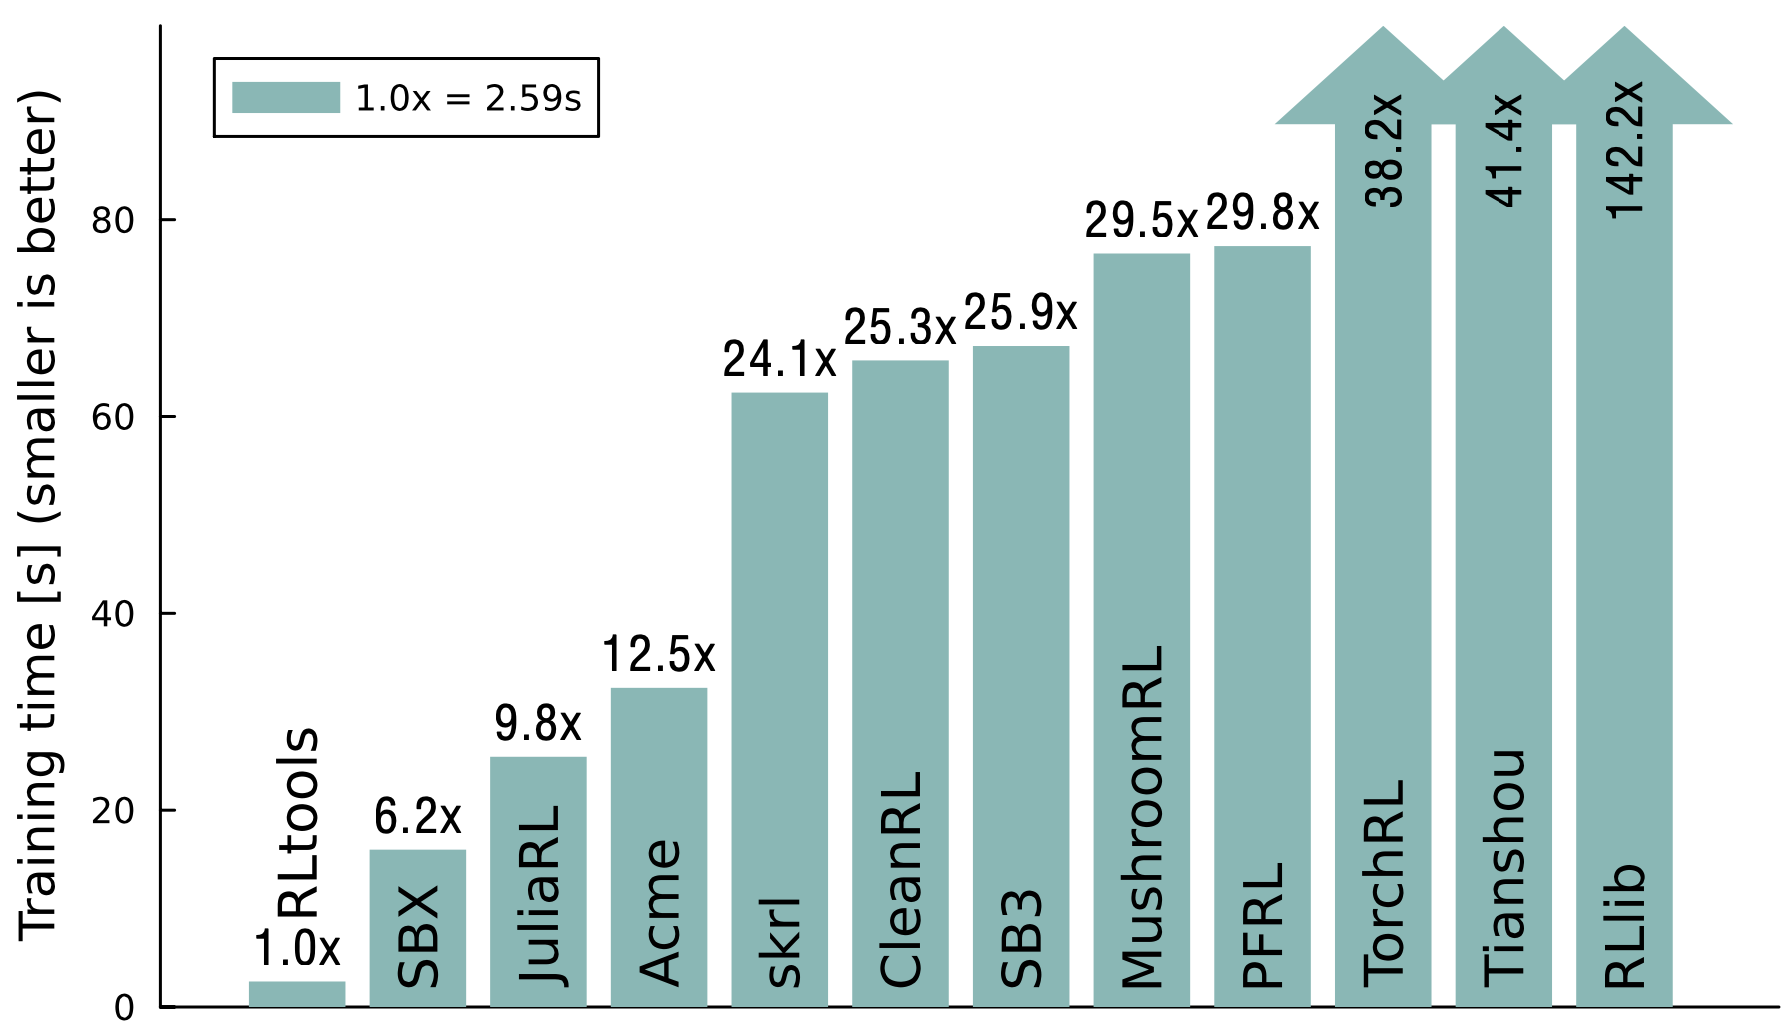 Training time [s] (smaller is better)
1.0x = 2.59s
80
60
40
20
0
1.0x
RLtools
6.2x
SBX
9.8x
JuliaRL
12.5x
Acme
24.1x
skrl
25.3x
CleanRL
25.9x
SB3
29.5x
MushroomRL
29.8x
PFRL
38.2x
TorchRL
41.4x
Tianshou
142.2x
RLlib